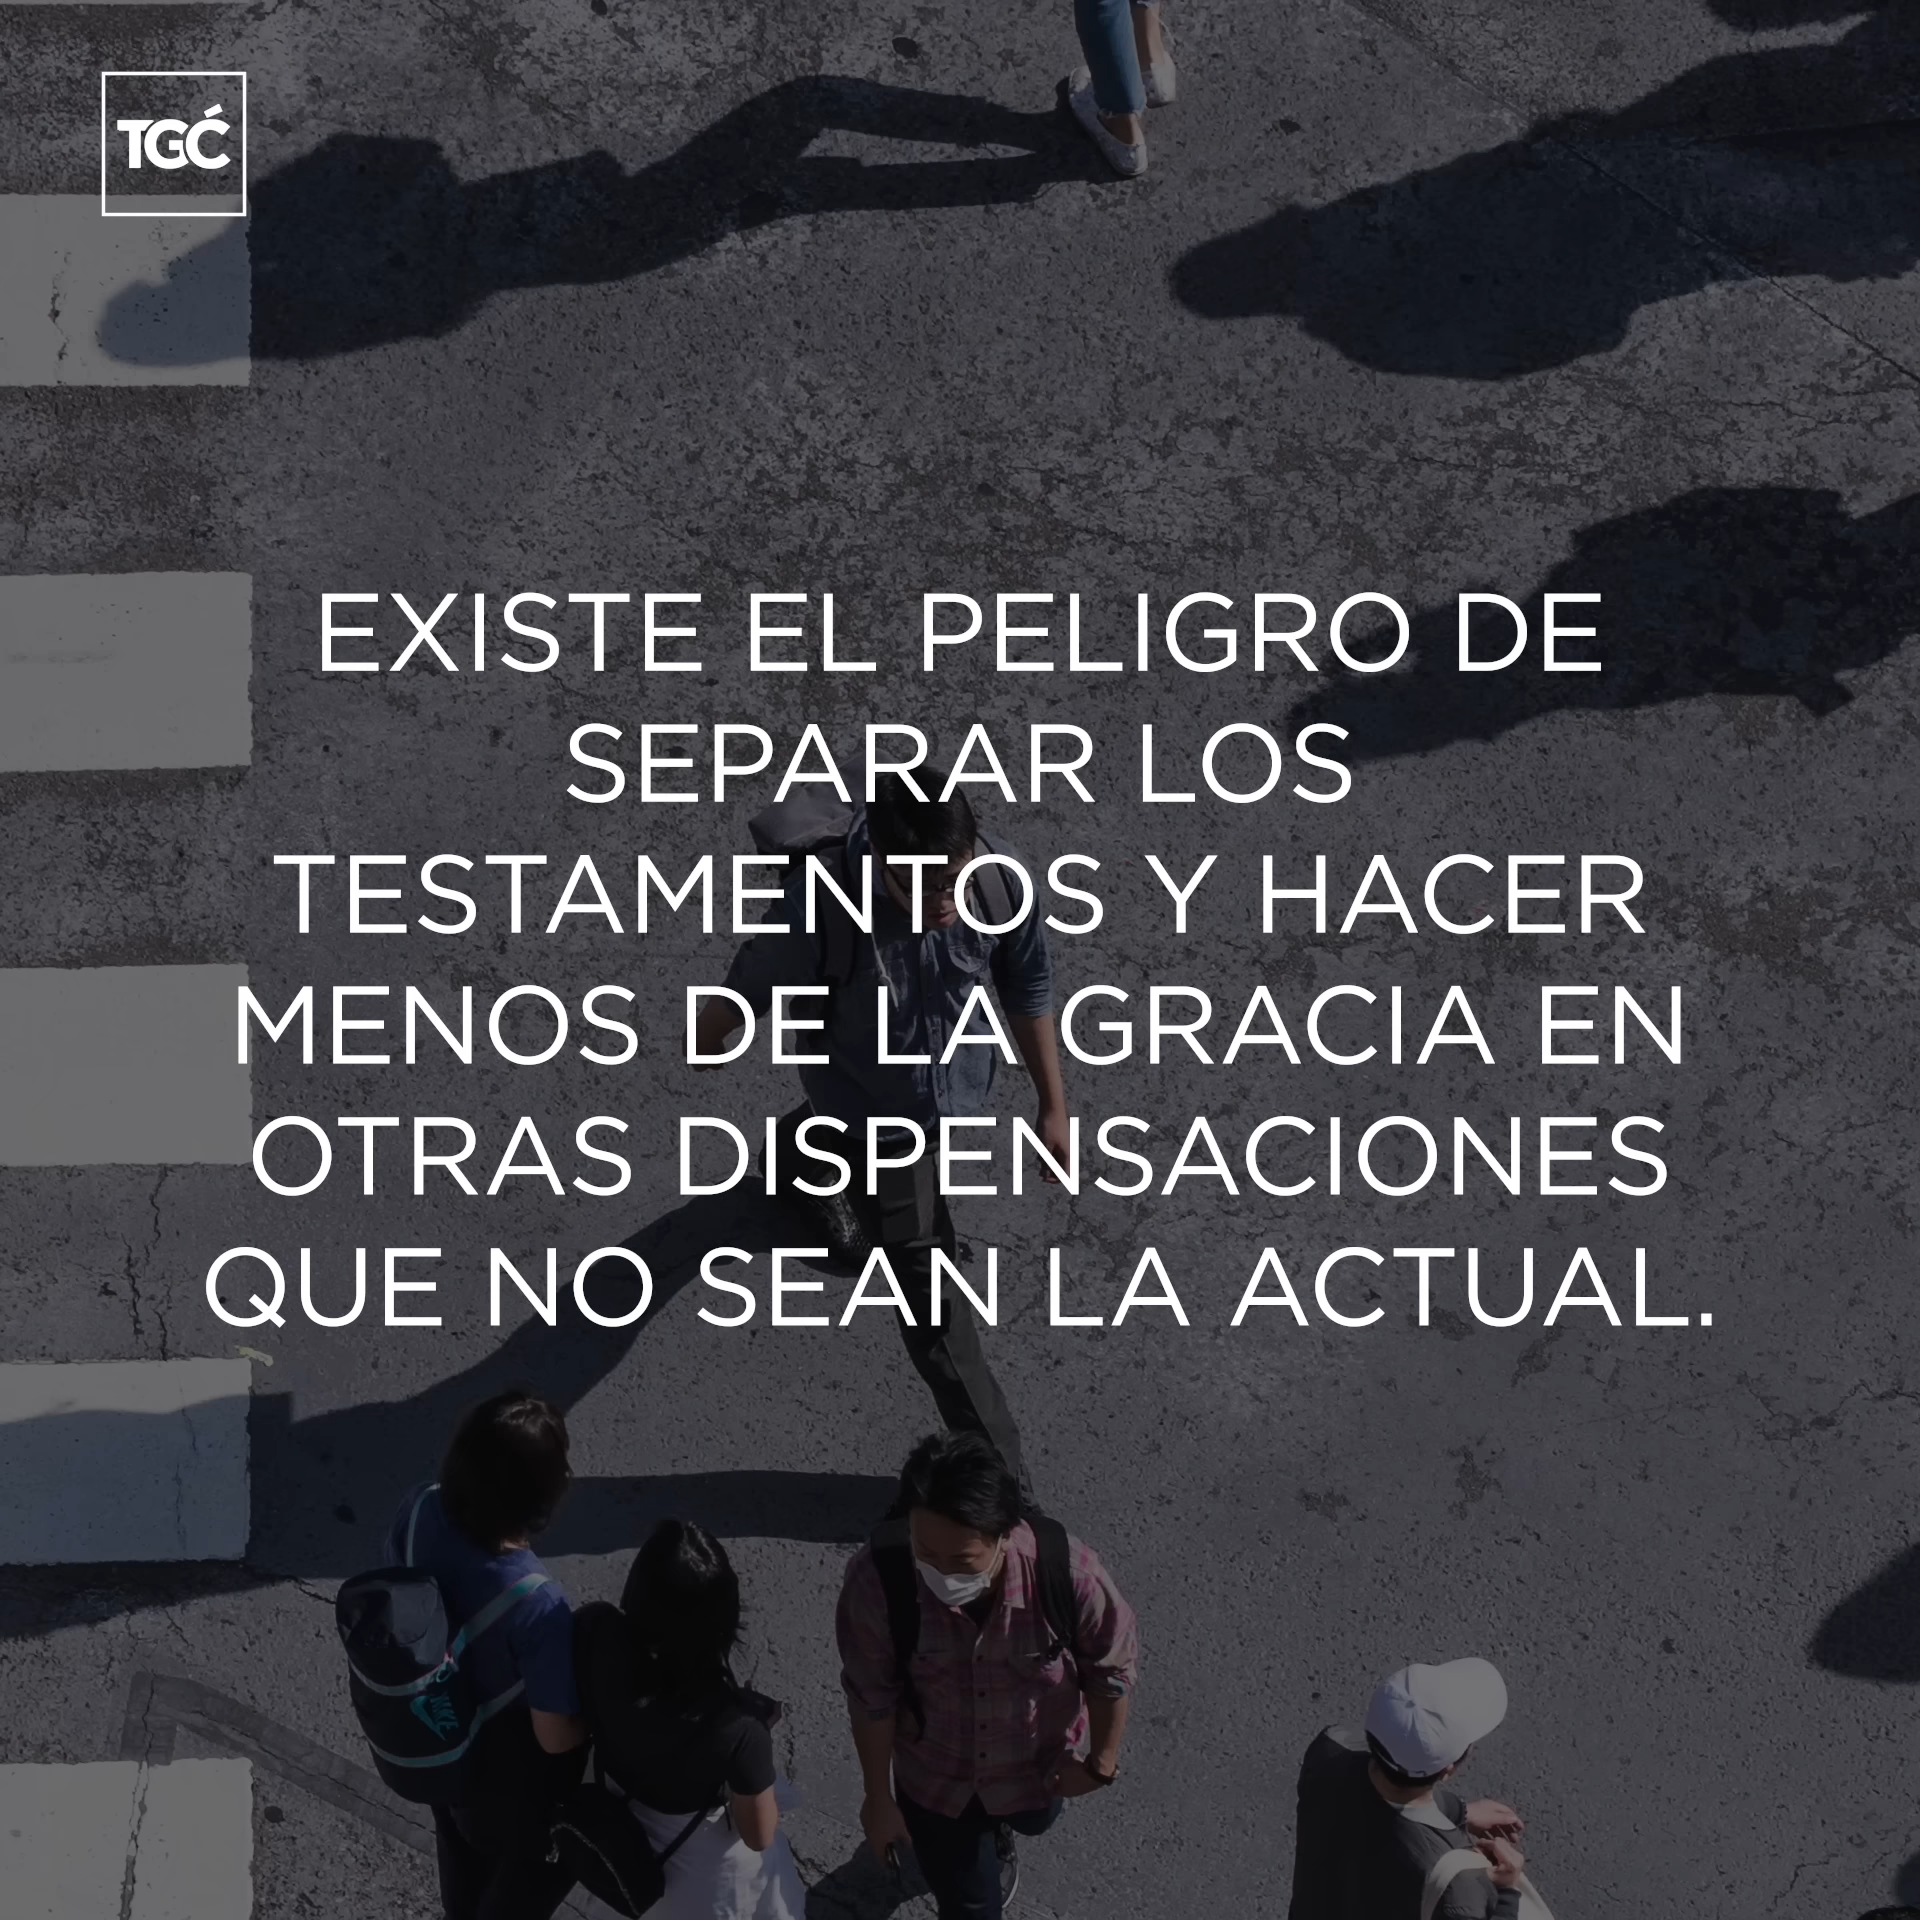 TGĆ
EXISTE EL PELIGRO DE
SEPARAR LOS
TESTAMENTOS Y HACER
MENOS DE LA GRACIA EN
OTRAS DISPENSACIONES
QUE NO SEAN LA ACTUAL.
NIKE